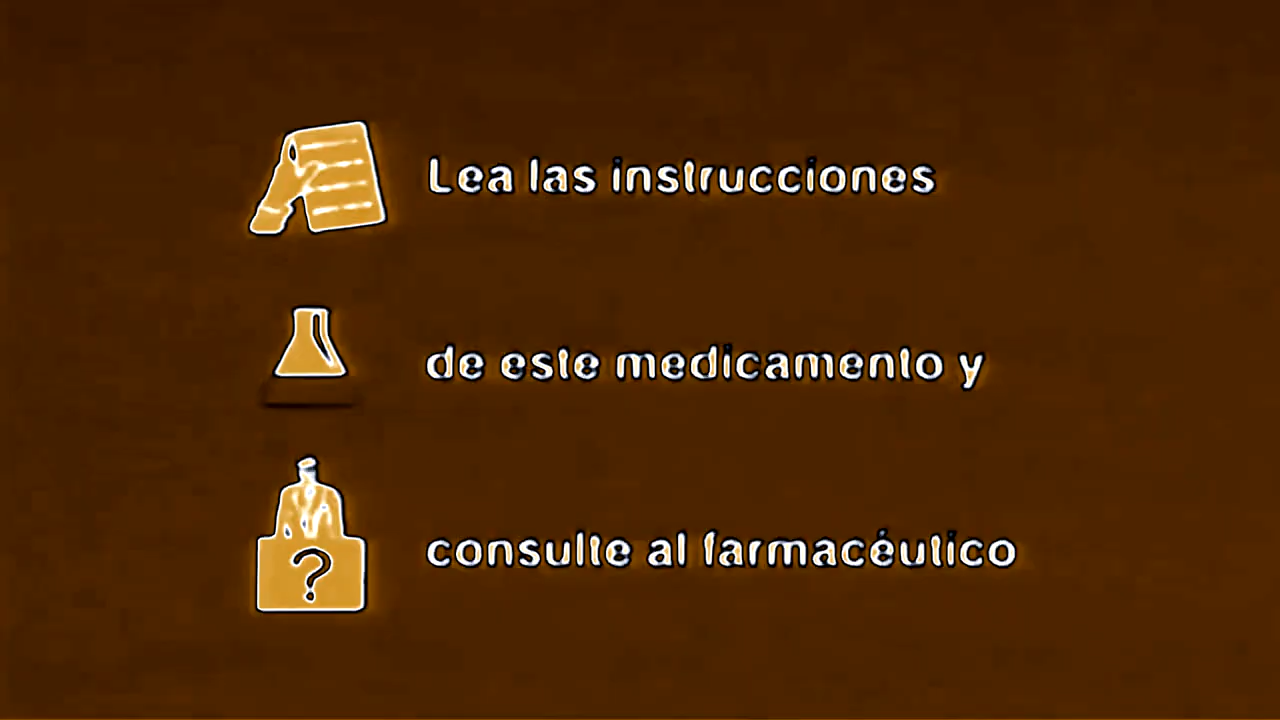 Lea las instrucciones
de este medicamento y
consulte al farmacéutico
?